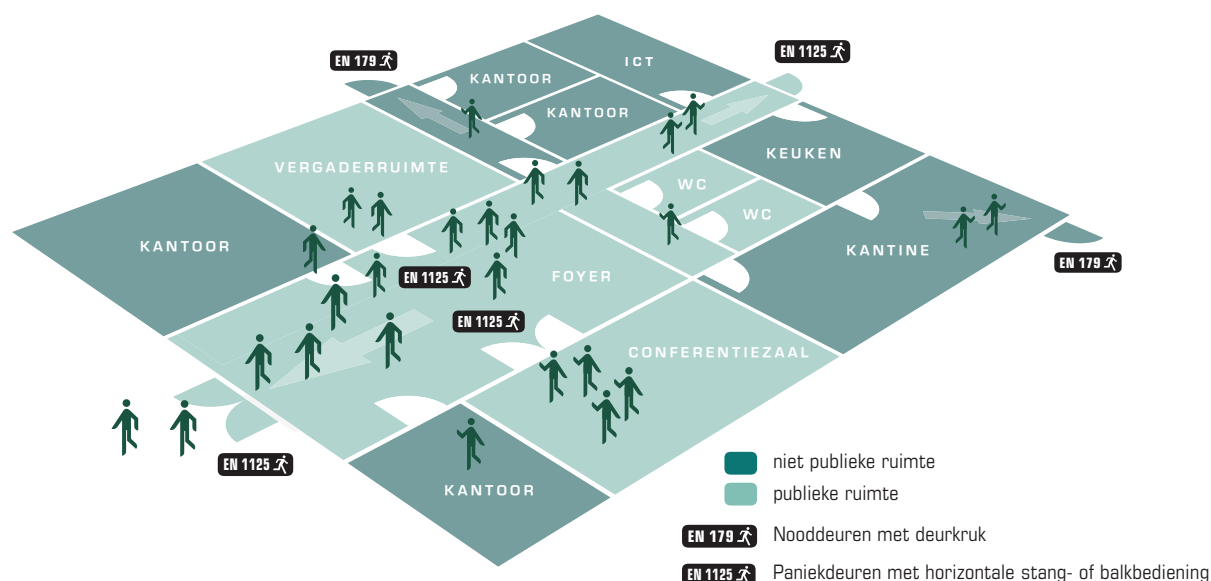 EN 179
EN 1125
ICT
KANTOOR
KANTOOR
KEUKEN
VERGADERRUIMTE
WC
WC
KANTOOR
KANTINE
EN 179
EN 1125
FOYER
EN 1125
CONFERENTIEZAAL
EN 1125
KANTOOR
niet publieke ruimte
publieke ruimte
EN 179 Nooddeuren met deurkruk
EN 1125 Paniekdeuren met horizontale stang- of balkbediening